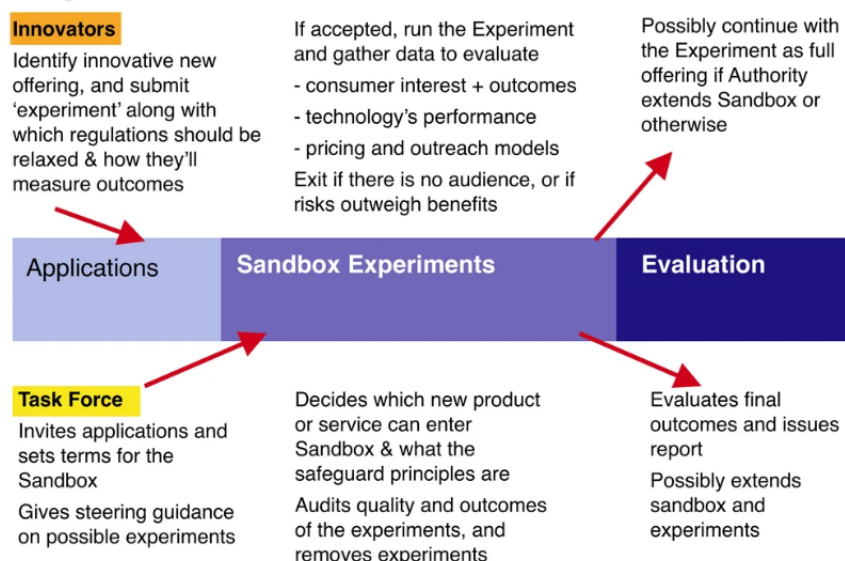 Innovators
Identify innovative new
offering, and submit
‘experiment’ along with
which regulations should be
relaxed & how they’ll
measure outcomes
If accepted, run the Experiment
and gather data to evaluate
- consumer interest + outcomes
- technology’s performance
- pricing and outreach models
Exit if there is no audience, or if
risks outweigh benefits
Possibly continue with
the Experiment as full
offering if Authority
extends Sandbox or
otherwise
Applications
Sandbox Experiments
Evaluation
Task Force
Invites applications and
sets terms for the
Sandbox
Gives steering guidance
on possible experiments
Decides which new product
or service can enter
Sandbox & what the
safeguard principles are
Audits quality and outcomes
of the experiments, and
removes experiments
Evaluates final
outcomes and issues
report
Possibly extends
sandbox and
experiments